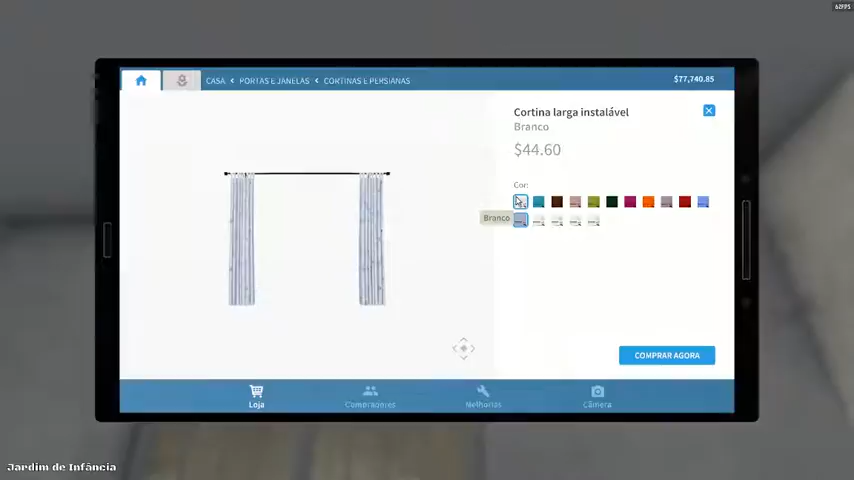 62FPS
CASA < PORTAS E JANELAS < CORTINAS E PERSIANAS
$77,740.85
Cortina larga instalável
Branco
$44.60
Cor:
Branco
COMPRAR AGORA
Loja
Compradores
Melhorias
Câmera
Jardim de Infância